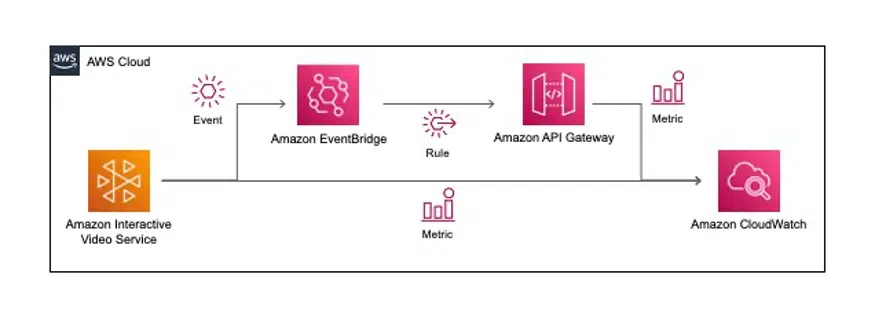 aws
AWS Cloud
Event
Amazon EventBridge
Rule
Amazon API Gateway
Metric
Amazon Interactive
Video Service
Metric
Amazon CloudWatch